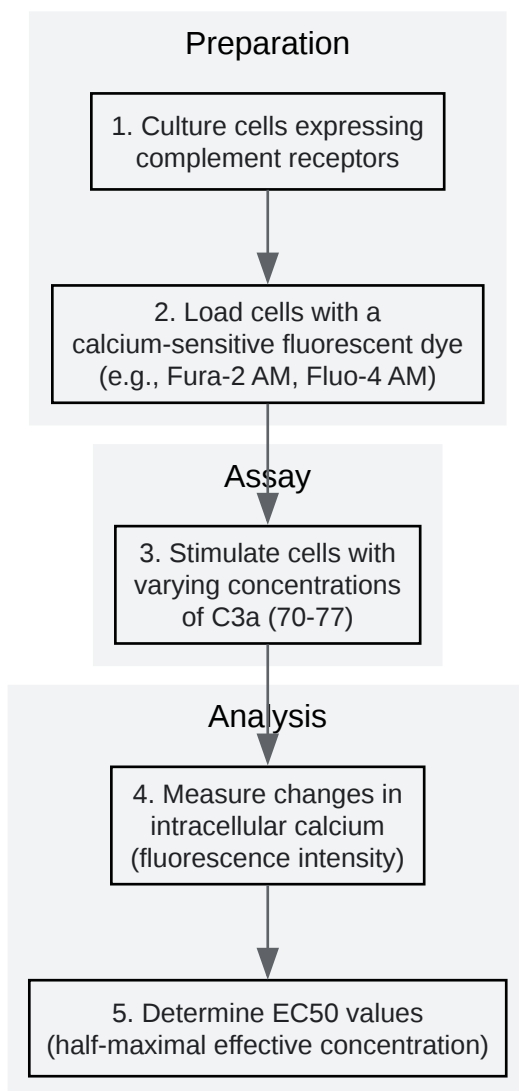 Preparation
1. Culture cells expressing
complement receptors
2. Load cells with a
calcium-sensitive fluorescent dye
(e.g., Fura-2 AM, Fluo-4 AM)
Assay
3. Stimulate cells with
varying concentrations
of C3a (70-77)
Analysis
4. Measure changes in
intracellular calcium
(fluorescence intensity)
5. Determine EC50 values
(half-maximal effective concentration)